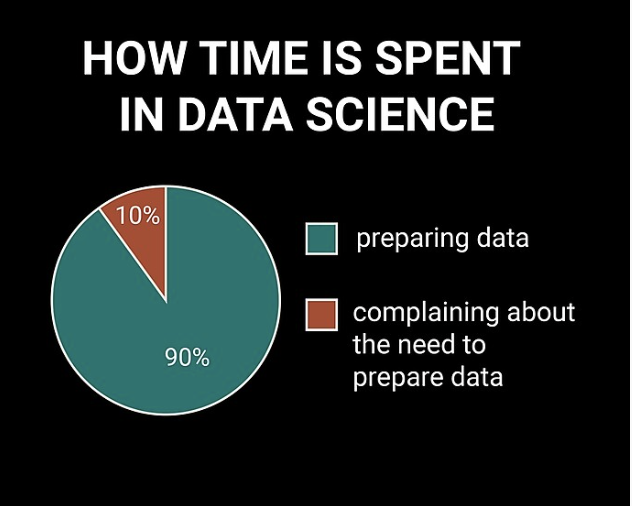 HOW TIME IS SPENT
IN DATA SCIENCE
10%
90%
preparing data
complaining about
the need to
prepare data